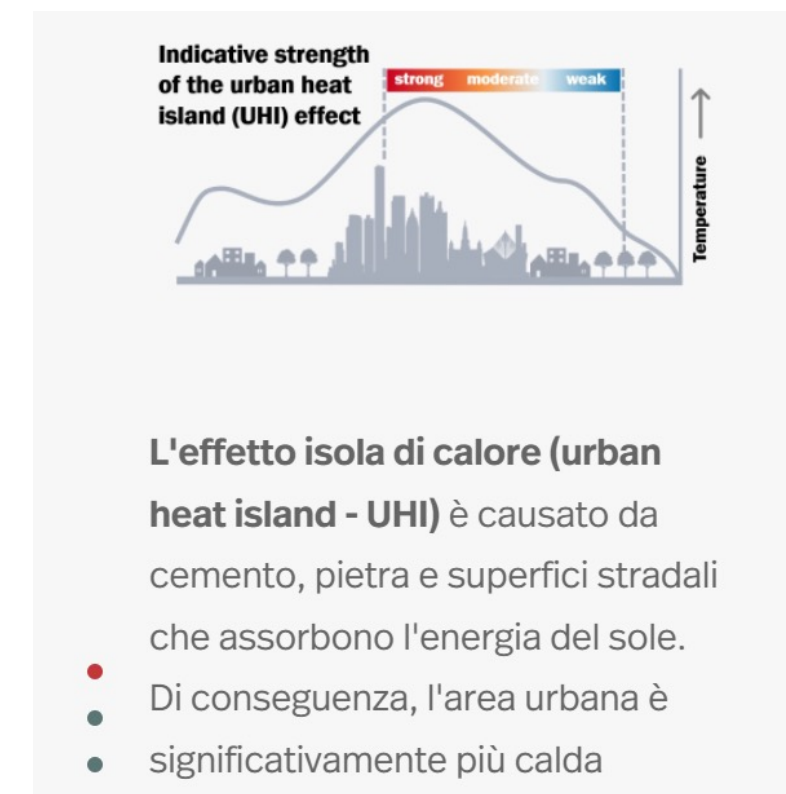 Indicative strength
of the urban heat
island (UHI) effect
strong moderate weak
Temperature
L'effetto isola di calore (urban
heat island - UHI) è causato da
cemento, pietra e superfici stradali
che assorbono l'energia del sole.
Di conseguenza, l'area urbana è
significativamente più calda